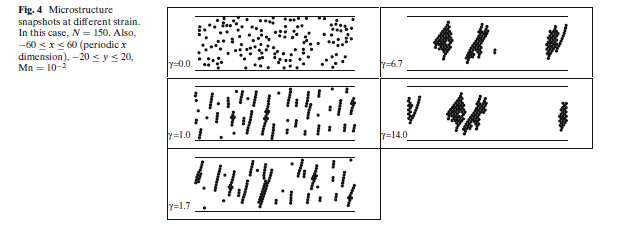 Fig. 4 Microstructure
snapshots at different strain.
In this case, N = 150. Also,
−60 ≤ x ≤ 60 (periodic x
dimension), −20 ≤ y ≤ 20,
Mn = 10⁻²
γ=0.0
γ=6.7
γ=1.0
γ=14.0
γ=1.7